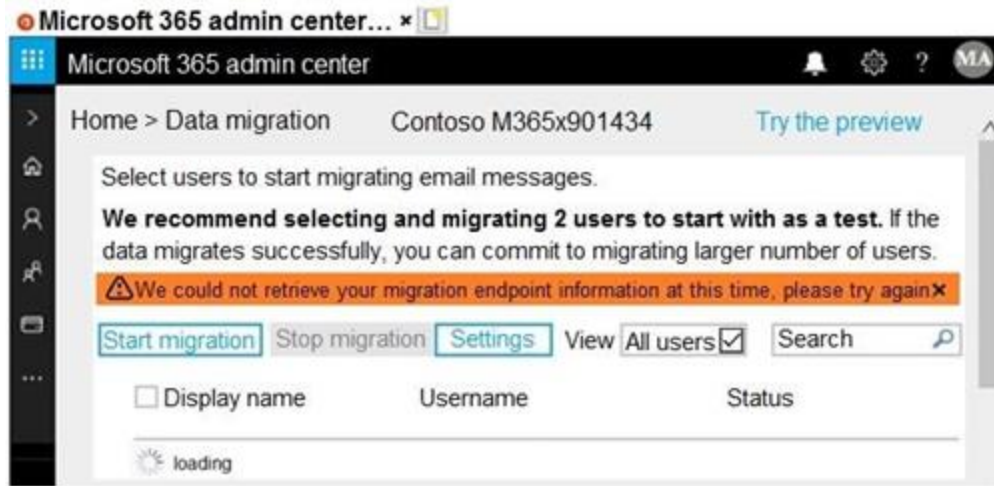 Microsoft 365 admin center... ×
Microsoft 365 admin center ? MA
Home > Data migration Contoso M365x901434 Try the preview
Select users to start migrating email messages.
We recommend selecting and migrating 2 users to start with as a test. If the
data migrates successfully, you can commit to migrating larger number of users.
We could not retrieve your migration endpoint information at this time, please try again×
Start migration Stop migration Settings View All users Search
Display name Username Status
loading